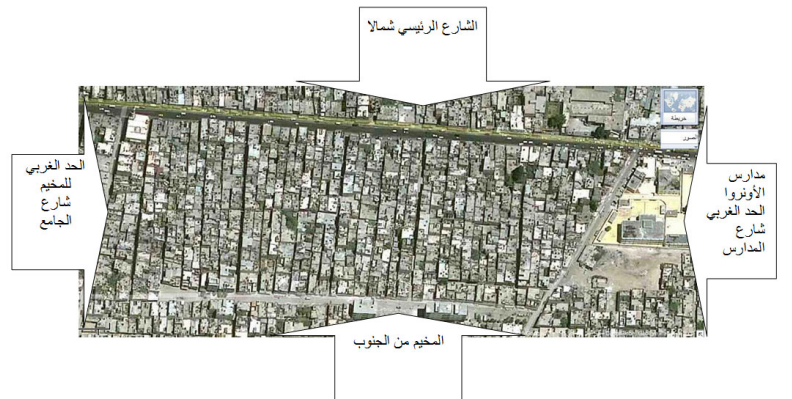 الشارع الرئيسي شمالا
خريطة
الحد الغربي
للمخيم
شارع
الجامع
مدارس
الأونروا
الحد الغربي
شارع
المدارس
المخيم من الجنوب